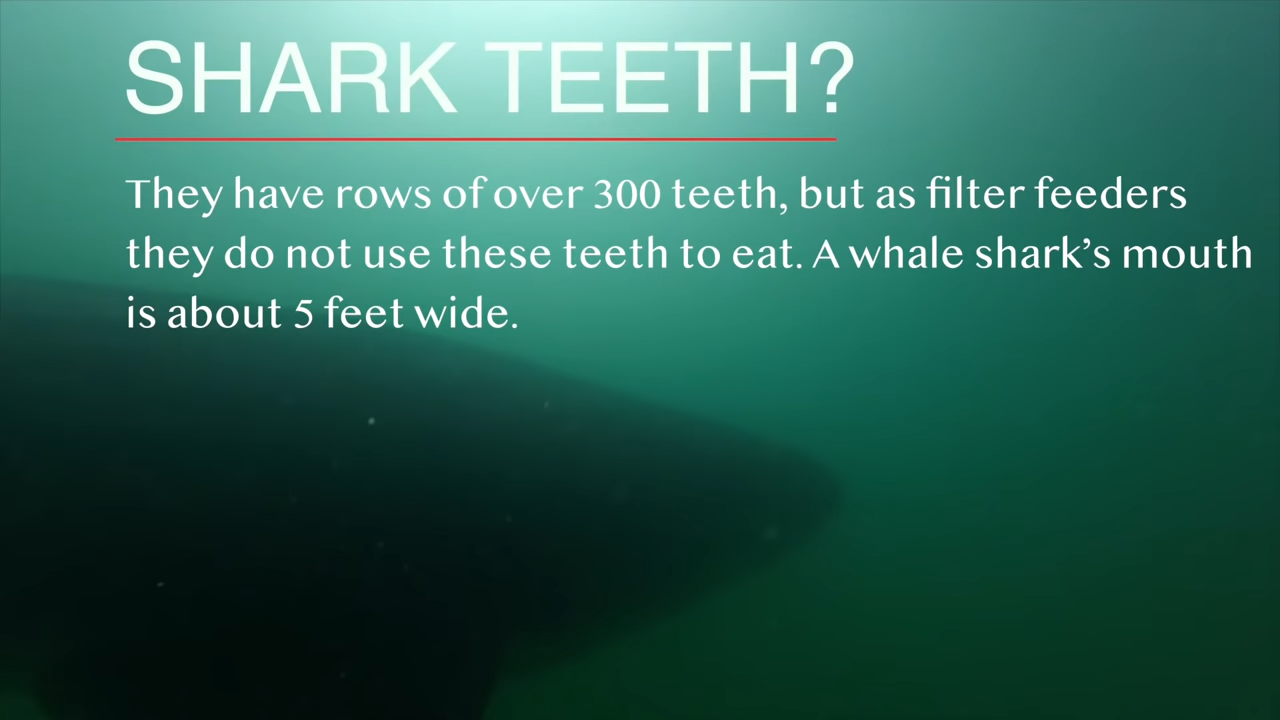 SHARK TEETH?
They have rows of over 300 teeth, but as filter feeders
they do not use these teeth to eat. A whale shark’s mouth
is about 5 feet wide.